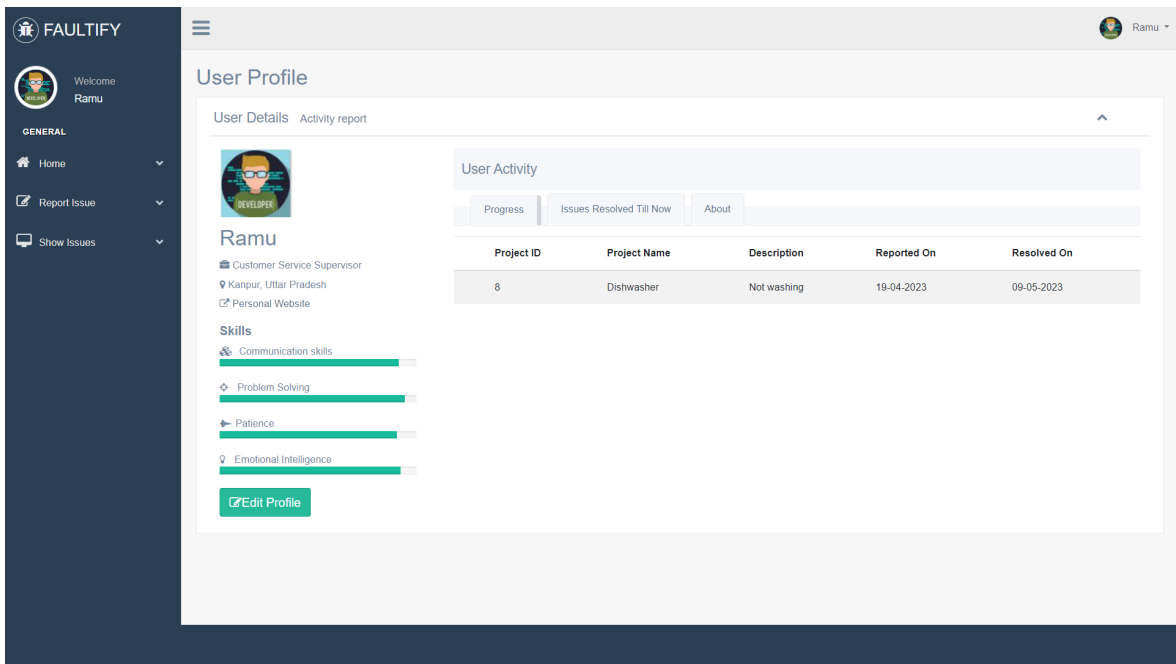 FAULTIFY
Ramu
Welcome
Ramu
GENERAL
Home
Report Issue
Show Issues
User Profile
User Details Activity report
DEVELOPER
Ramu
Customer Service Supervisor
Kanpur, Uttar Pradesh
Personal Website
Skills
Communication skills
Problem Solving
Patience
Emotional Intelligence
Edit Profile
User Activity
Progress Issues Resolved Till Now About
Project ID Project Name Description Reported On Resolved On
8 Dishwasher Not washing 19-04-2023 09-05-2023